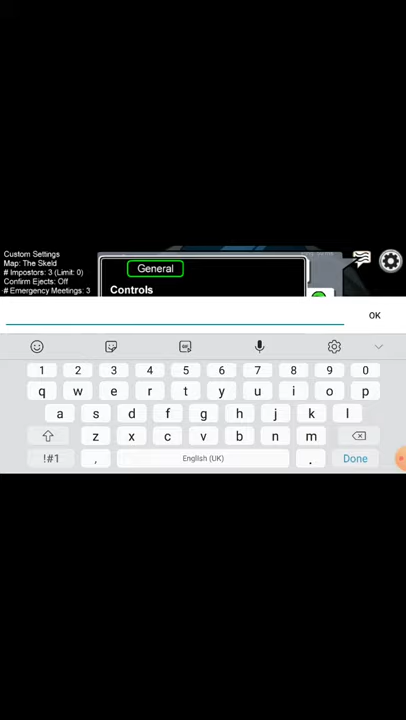 Custom Settings
Map: The Skeld
# Impostors: 3 (Limit: 0)
Confirm Ejects: Off
# Emergency Meetings: 3
General
Controls
OK
GIF
1 2 3 4 5 6 7 8 9 0
q w e r t y u i o p
a s d f g h j k l
z x c v b n m
!#1 , English (UK) . Done